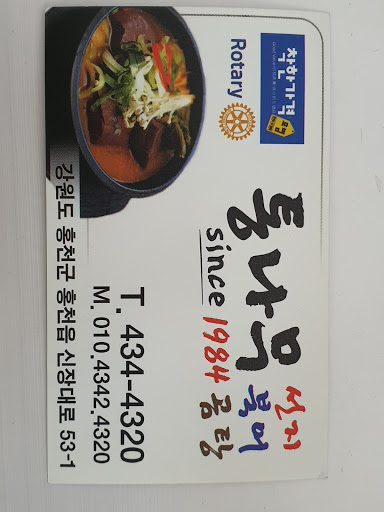 착한가격
Rotary
통나무
since 1984
선지
북어
곰탕
T. 434-4320
M. 010.4342.4320
강원도 홍천군 홍천읍 신장대로 53-1